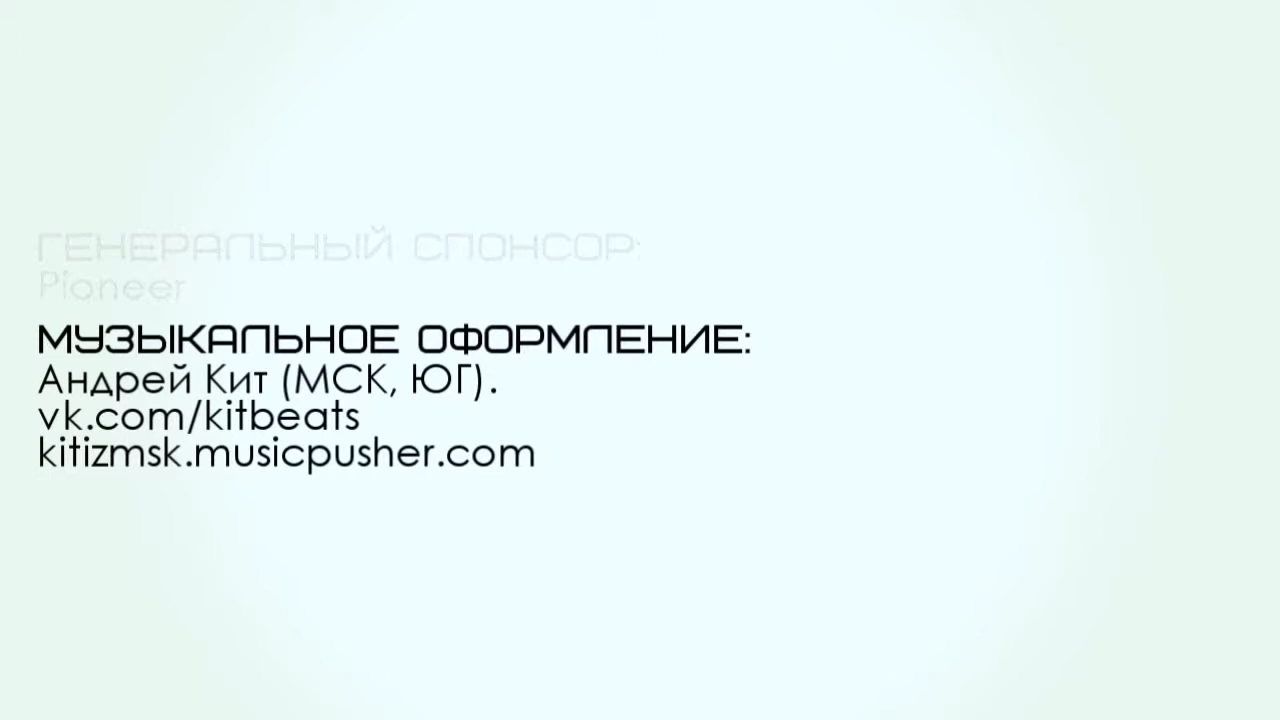 ГЕНЕРАЛЬНЫЙ СПОНСОР:
Pioneer
МУЗЫКАЛЬНОЕ ОФОРМЛЕНИЕ:
Андрей Кит (МСК, ЮГ).
vk.com/kitbeats
kitizmsk.musicpusher.com